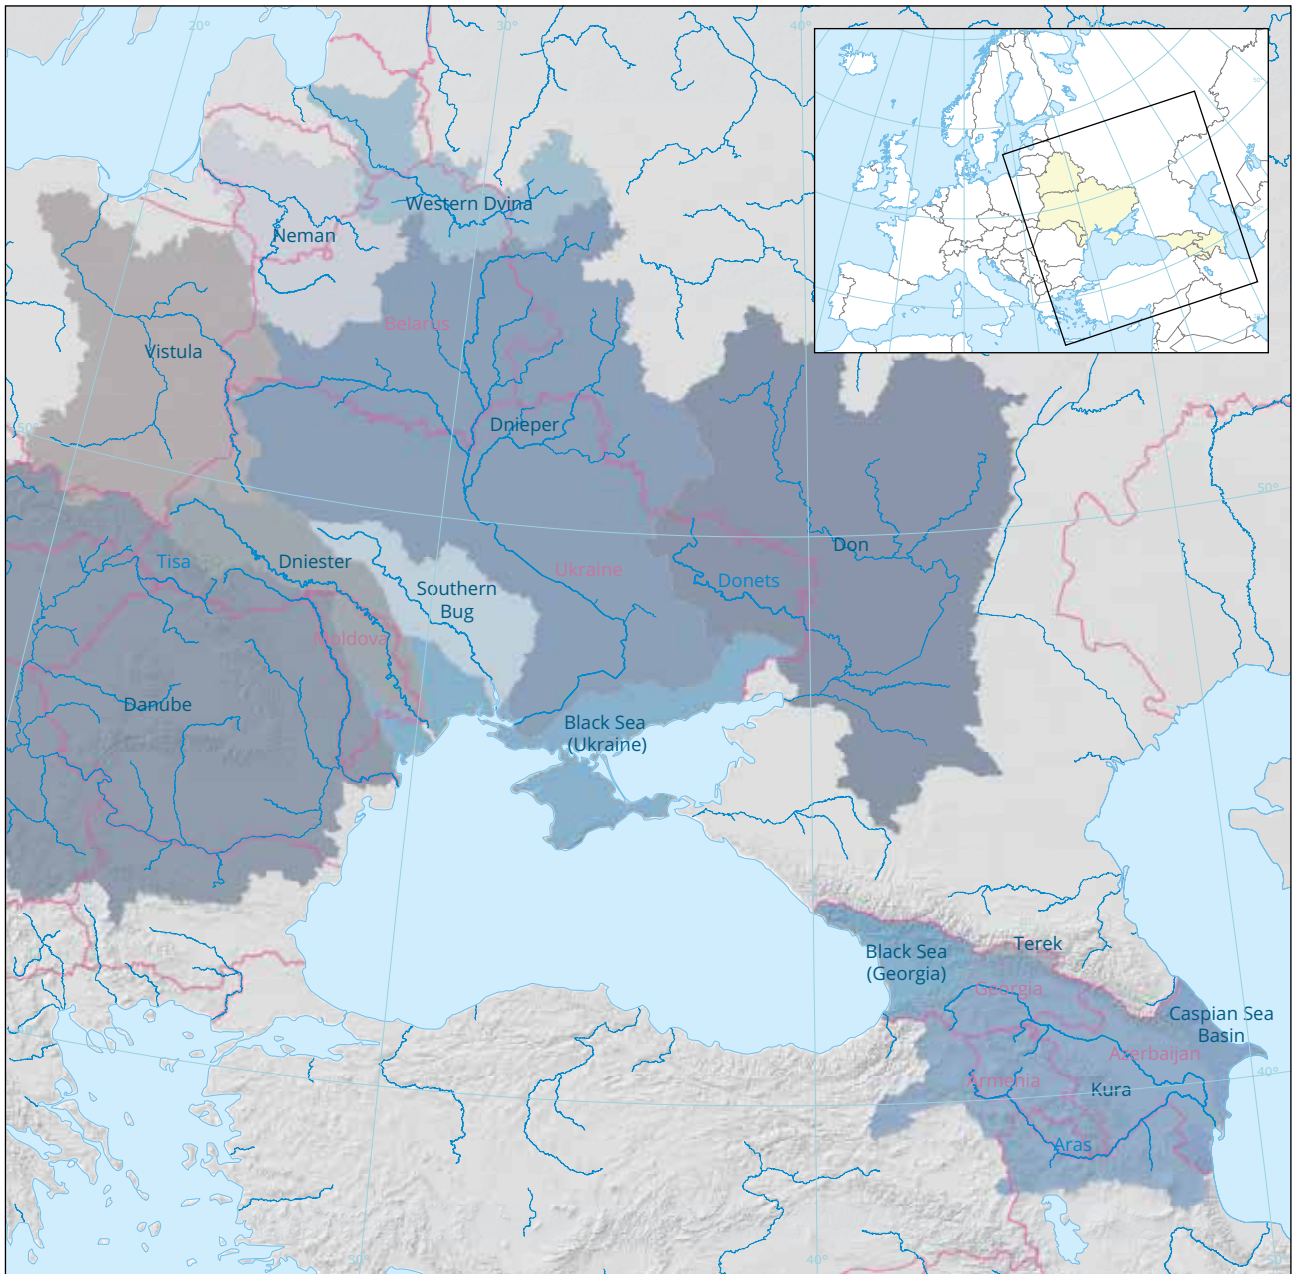 20°
30°
40°
Western Dvina
Neman
Belarus
Vistula
Dnieper
50°
50°
Don
Tisa
Dniester
Ukraine
Donets
Southern
Bug
Moldova
Danube
Black Sea
(Ukraine)
Terek
Black Sea
(Georgia)
Georgia
Caspian Sea
Basin
Azerbaijan
40°
Armenia
Kura
Aras
30°
40°
50°